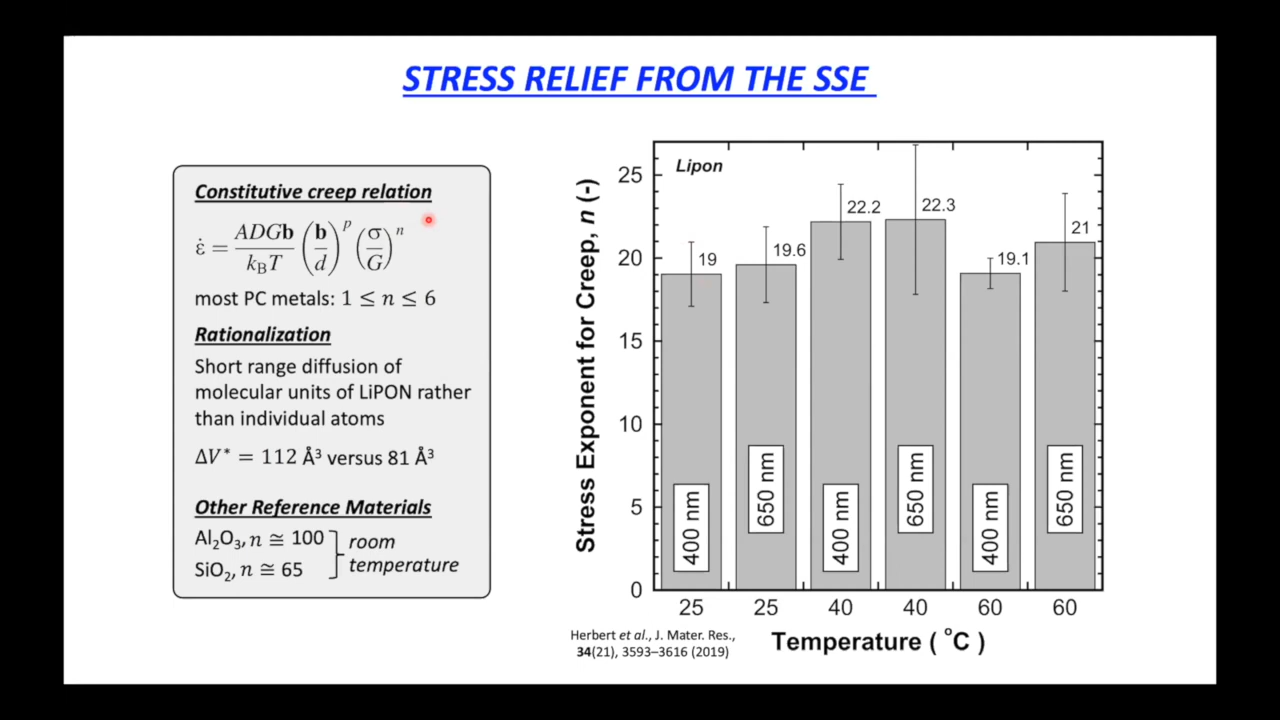 STRESS RELIEF FROM THE SSE
Constitutive creep relation
ε̇ = ADGb/k_BT (b/d)^p (σ/G)^n
most PC metals: 1 ≤ n ≤ 6
Rationalization
Short range diffusion of
molecular units of LiPON rather
than individual atoms
ΔV* = 112 Å³ versus 81 Å³
Other Reference Materials
Al₂O₃, n ≅ 100
SiO₂, n ≅ 65
room
temperature
Stress Exponent for Creep, n (-)
25
20
15
10
5
0
Lipon
19
19.6
22.2
22.3
19.1
21
400 nm
650 nm
400 nm
650 nm
400 nm
650 nm
25
25
40
40
60
60
Temperature ( °C )
Herbert et al., J. Mater. Res.,
34(21), 3593–3616 (2019)